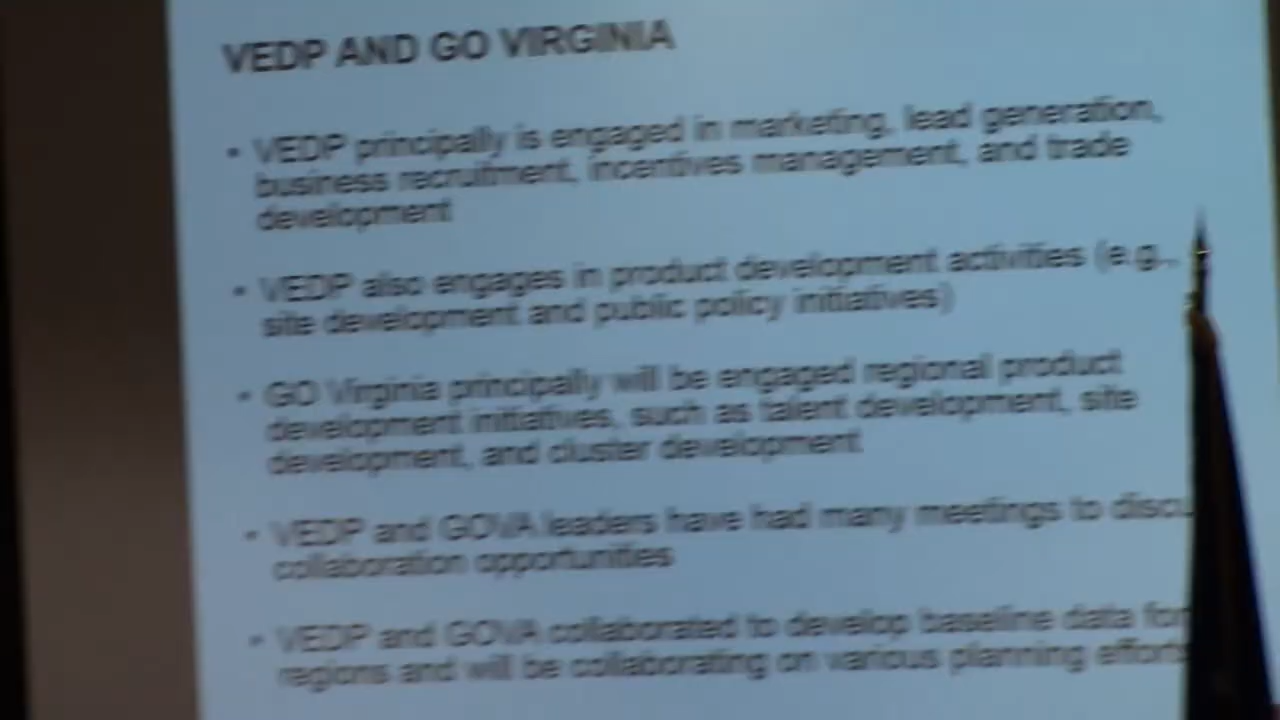 VEDP AND GO VIRGINIA
• VEDP principally is engaged in marketing, lead generation,
business recruitment, incentives management, and trade
development
• VEDP also engages in product development activities (e.g.,
site development and public policy initiatives)
• GO Virginia principally will be engaged regional product
development initiatives, such as talent development, site
development, and cluster development
• VEDP and GOVA leaders have had many meetings to discu
collaboration opportunities
• VEDP and GOVA collaborated to develop baseline data for
regions and will be collaborating on various planning efforts